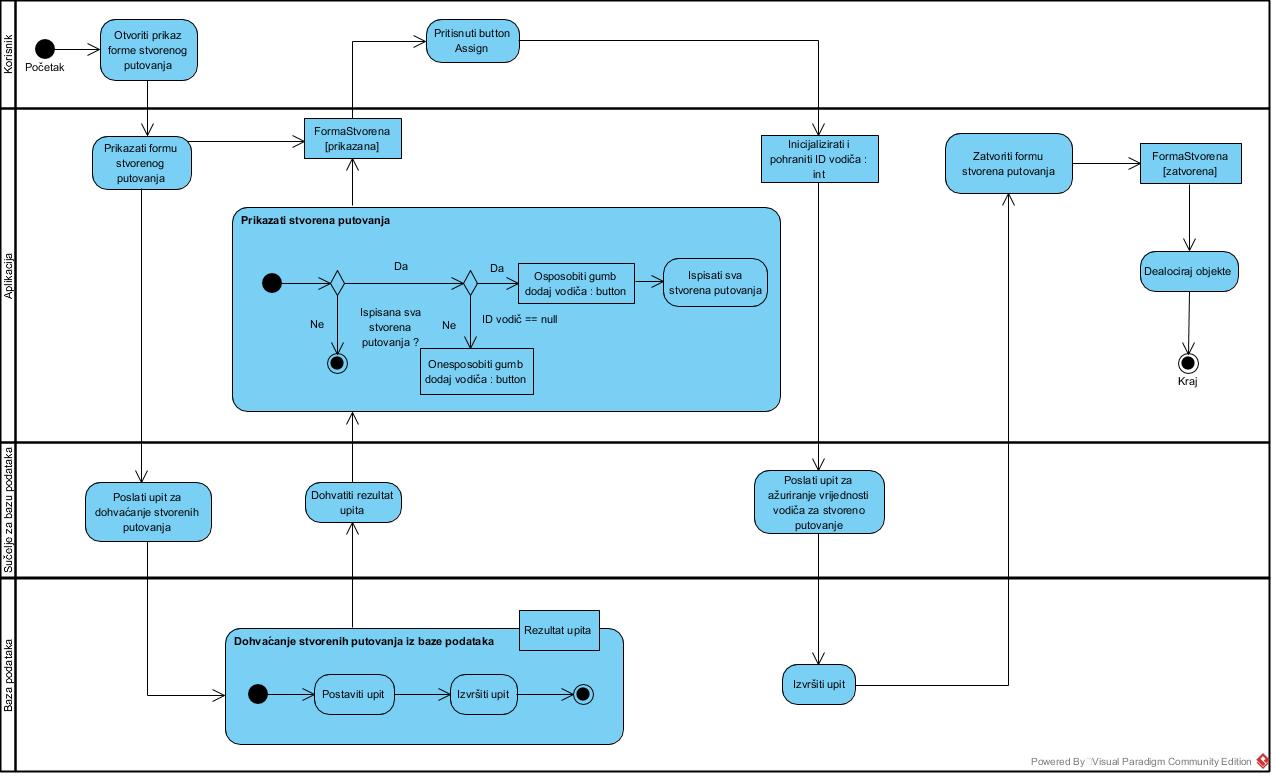 Korisnik
Početak
Otvoriti prikaz
forme stvorenog
putovanja
Pritisnuti button
Assign
Aplikacija
Prikazati formu
stvorenog
putovanja
FormaStvorena
[prikazana]
Inicijalizirati i
pohraniti ID vodiča :
int
Zatvoriti formu
stvorena putovanja
FormaStvorena
[zatvorena]
Dealociraj objekte
Kraj
Prikazati stvorena putovanja
Da
Da
Osposobiti gumb
dodaj vodiča : button
Ispisati sva
stvorena putovanja
Ne
Ispisana sva
stvorena
putovanja ?
Ne
ID vodič == null
Onesposobiti gumb
dodaj vodiča : button
Sučelje za bazu podataka
Poslati upit za
dohvaćanje stvorenih
putovanja
Dohvatiti rezultat
upita
Poslati upit za
ažuriranje vrijednosti
vodiča za stvoreno
putovanje
Baza podataka
Dohvaćanje stvorenih putovanja iz baze podataka
Rezultat upita
Postaviti upit
Izvršiti upit
Izvršiti upit
Powered By Visual Paradigm Community Edition